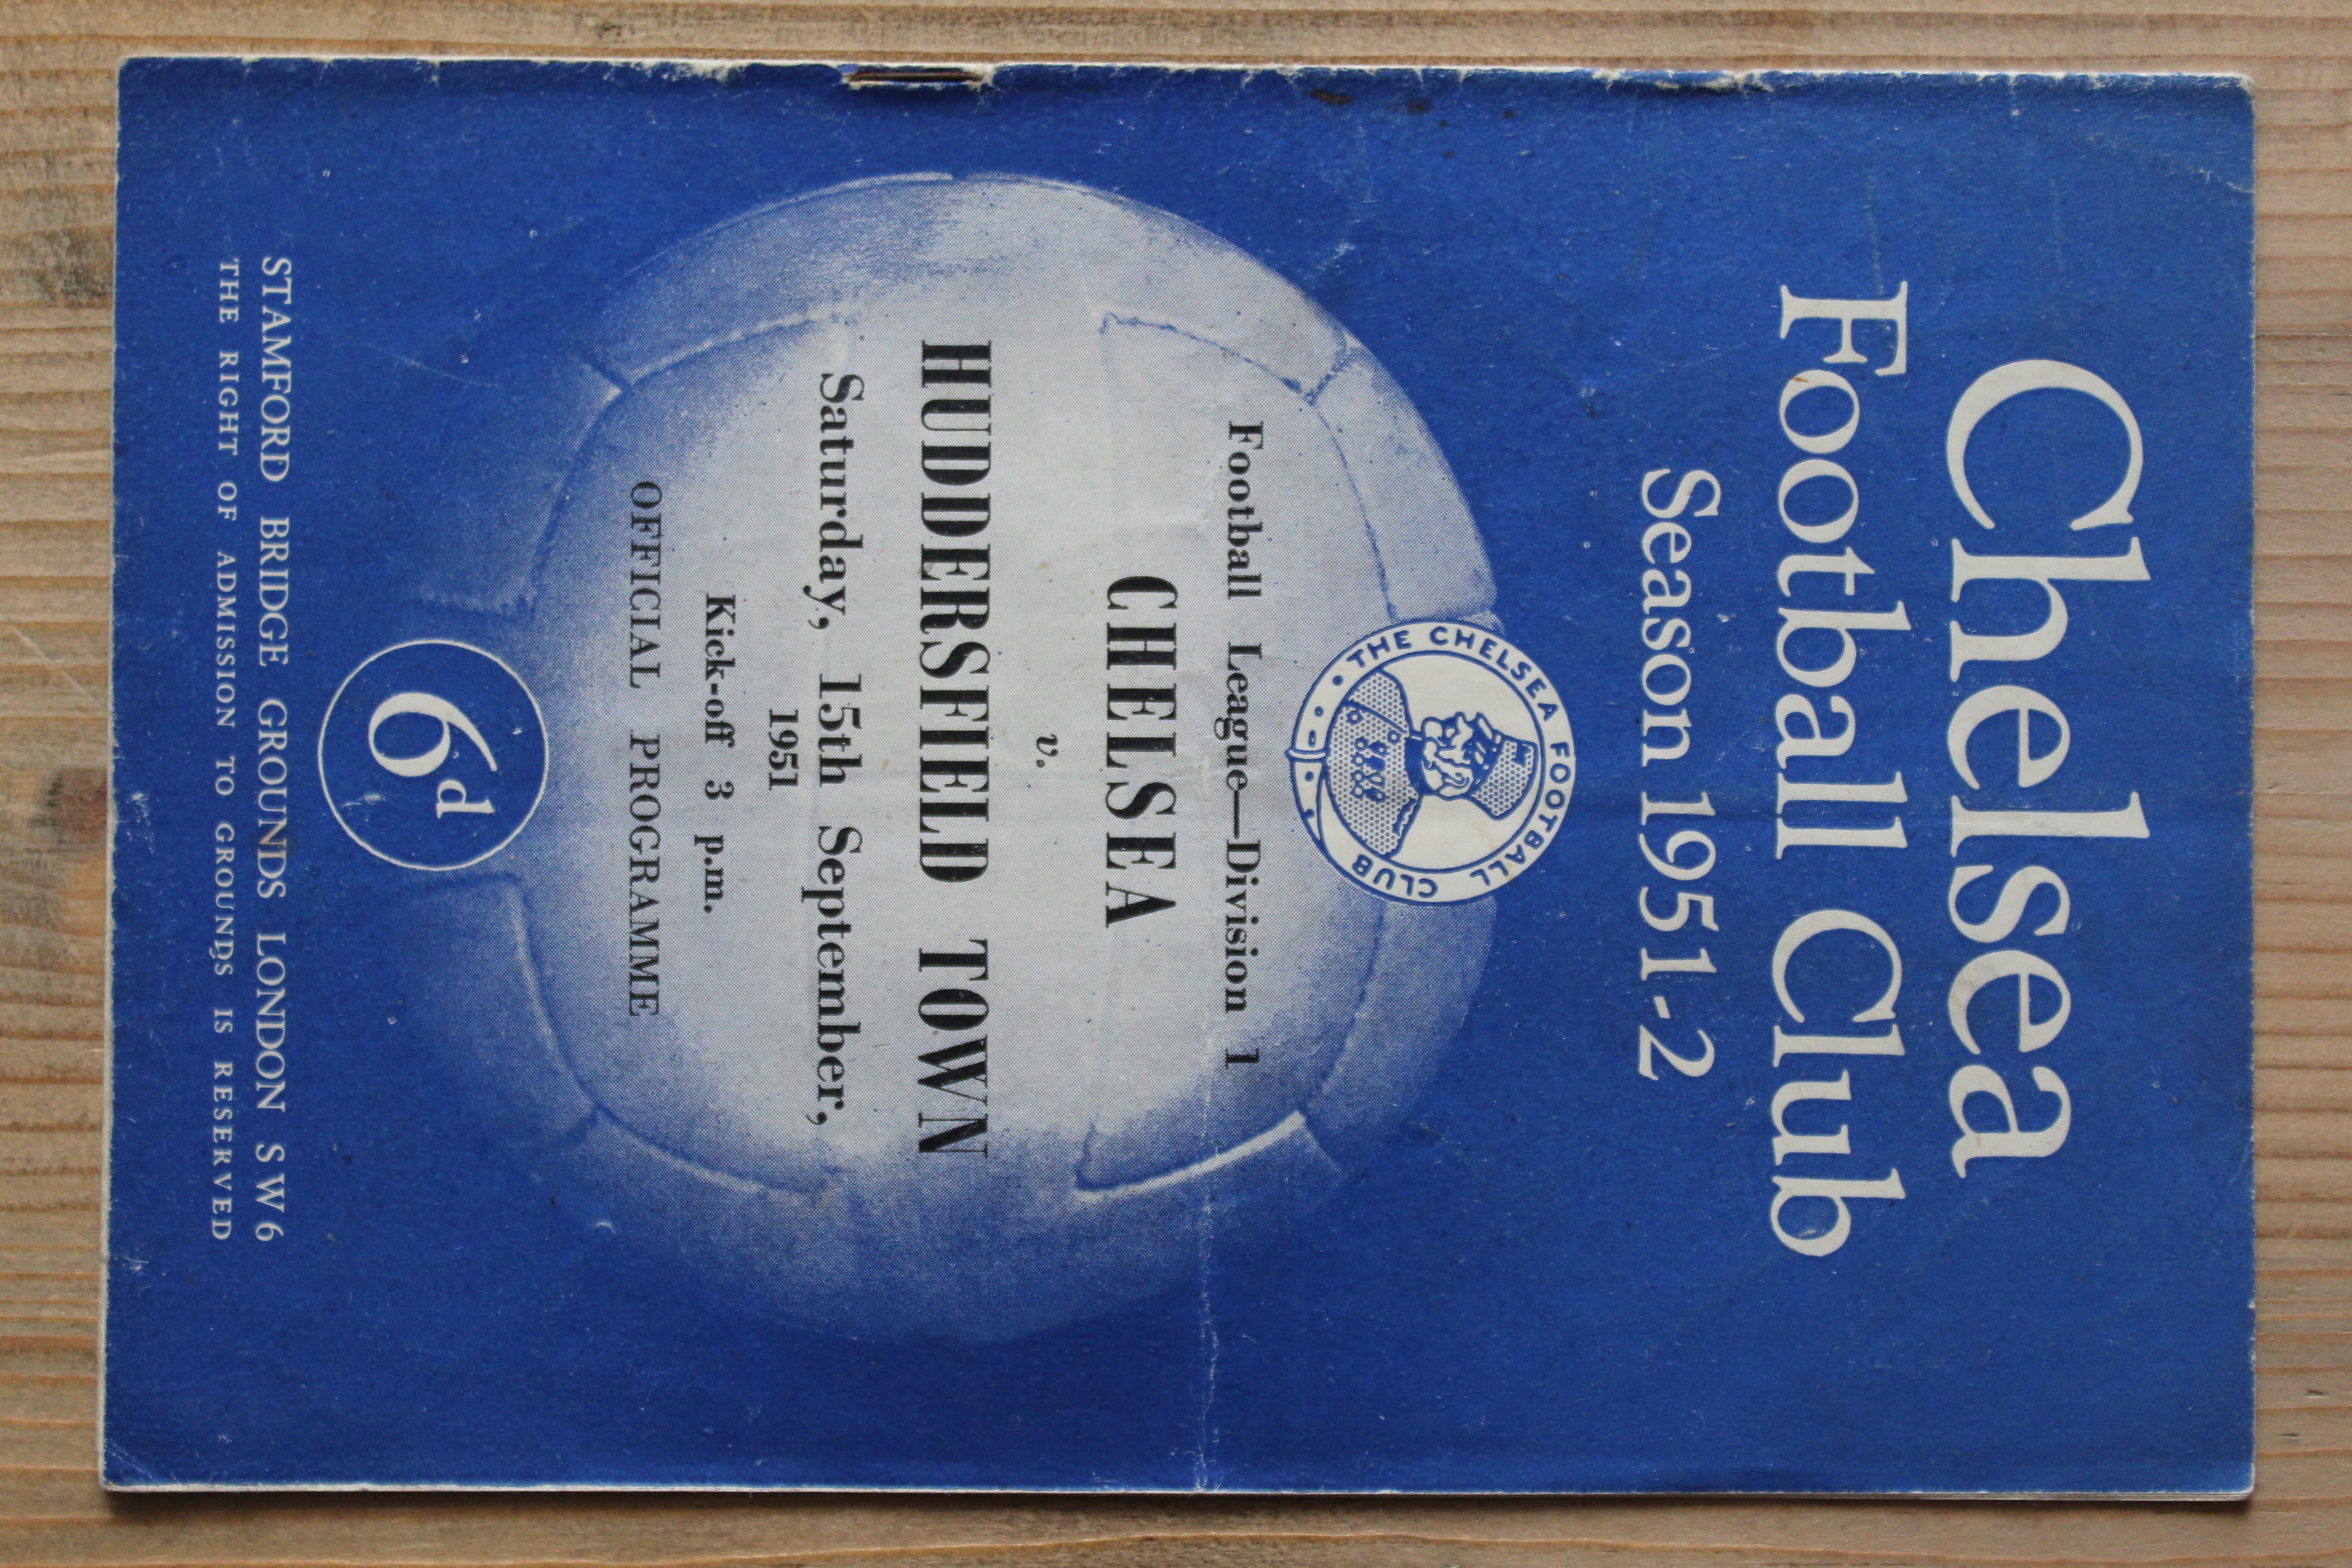 Chelsea
Football Club
Season 1951-2
THE CHELSEA FOOTBALL CLUB
Football League—Division 1
CHELSEA
v.
HUDDERSFIELD TOWN
Saturday, 15th September,
1951
Kick-off 3 p.m.
OFFICIAL PROGRAMME
6d
STAMFORD BRIDGE GROUNDS LONDON SW6
THE RIGHT OF ADMISSION TO GROUNDS IS RESERVED